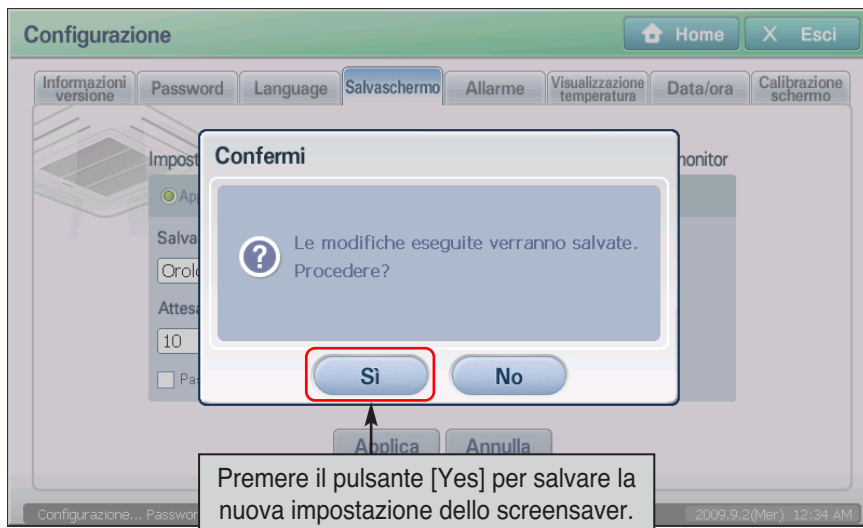 Configurazione
Home
X Esci
Informazioni
versione
Password
Language
Salvaschermo
Allarme
Visualizzazione
temperatura
Data/ora
Calibrazione
schermo
Confermi
Le modifiche eseguite verranno salvate.
Procedere?
10
Sì
No
Applica
Annulla
Premere il pulsante [Yes] per salvare la
nuova impostazione dello screensaver.
Configurazione...
2009.9.2(Mer) 12:34 AM